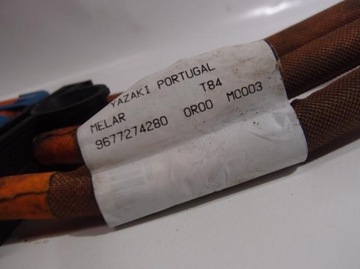 YAZAKI PORTUGAL
MELAR T84
9677274280 0R00 M0003